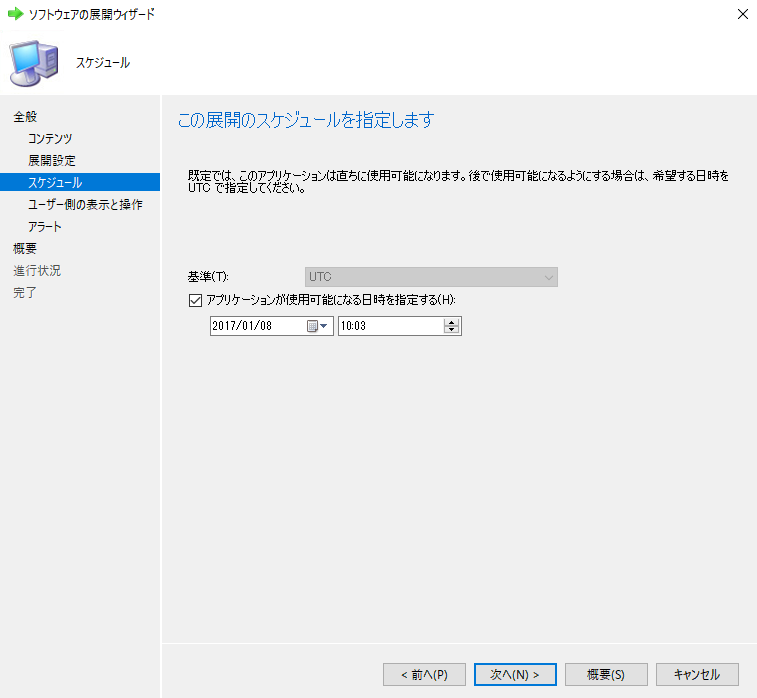 ソフトウェアの展開ウィザード
スケジュール
全般
コンテンツ
展開設定
スケジュール
ユーザー側の表示と操作
アラート
概要
進行状況
完了
この展開のスケジュールを指定します
既定では、このアプリケーションは直ちに使用可能になります。後で使用可能になるようにする場合は、希望する日時を
UTC で指定してください。
基準(T): UTC
アプリケーションが使用可能になる日時を指定する(H):
2017/01/08 10:03
< 前へ(P) 次へ(N) > 概要(S) キャンセル